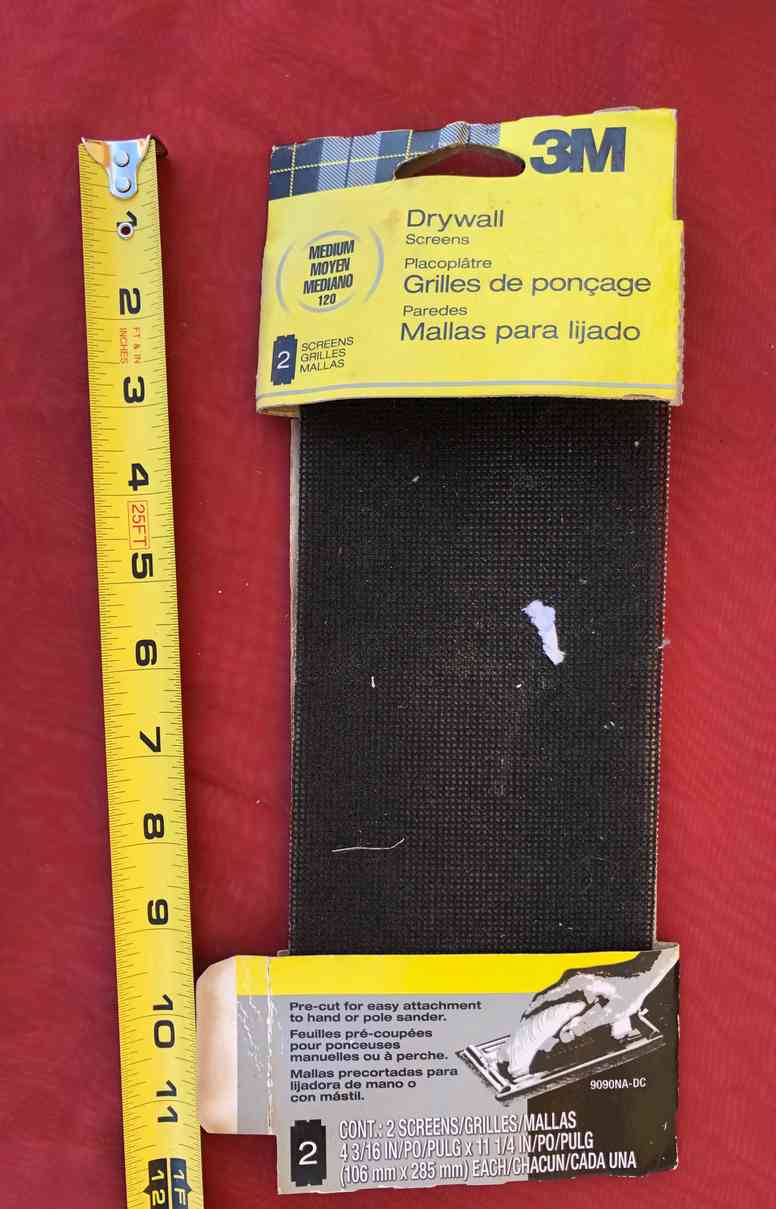 3M
Drywall
Screens
Placoplâtre
Grilles de ponçage
Paredes
Mallas para lijado
MEDIUM
MOYEN
MEDIANO
120
2
SCREENS
GRILLES
MALLAS
1
2
FT & IN
INCHES
3
4
25FT
5
6
7
8
9
10
11
1F
12
Pre-cut for easy attachment
to hand or pole sander.
Feuilles pré-coupées
pour ponceuses
manuelles ou à perche.
Mallas precortadas para
lijadora de mano o
con mástil.
9090NA-DC
2
CONT.: 2 SCREENS/GRILLES/MALLAS
4 3/16 IN/PO/PULG x 11 1/4 IN/PO/PULG
(106 mm x 285 mm) EACH/CHACUN/CADA UNA